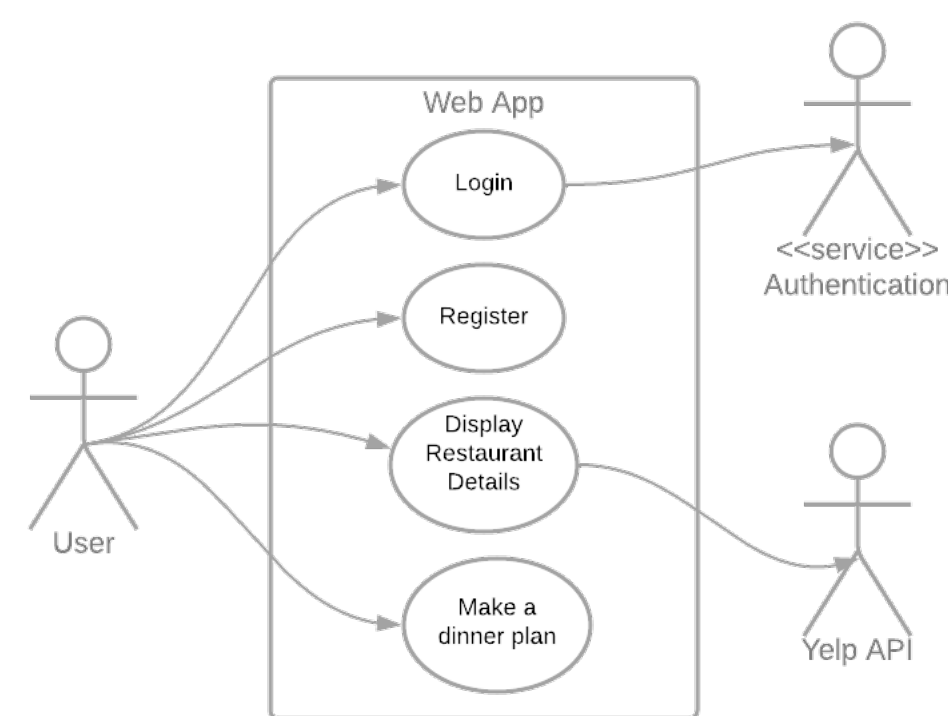 Web App
Login
<<service>>
Authentication
Register
Display
Restaurant
Details
User
Make a
dinner plan
Yelp API